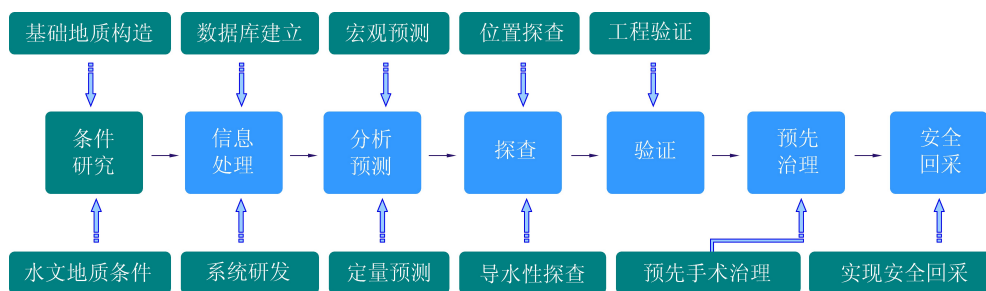 基础地质构造
数据库建立
宏观预测
位置探查
工程验证
条件
研究
信息
处理
分析
预测
探查
验证
预先
治理
安全
回采
水文地质条件
系统研发
定量预测
导水性探查
预先手术治理
实现安全回采